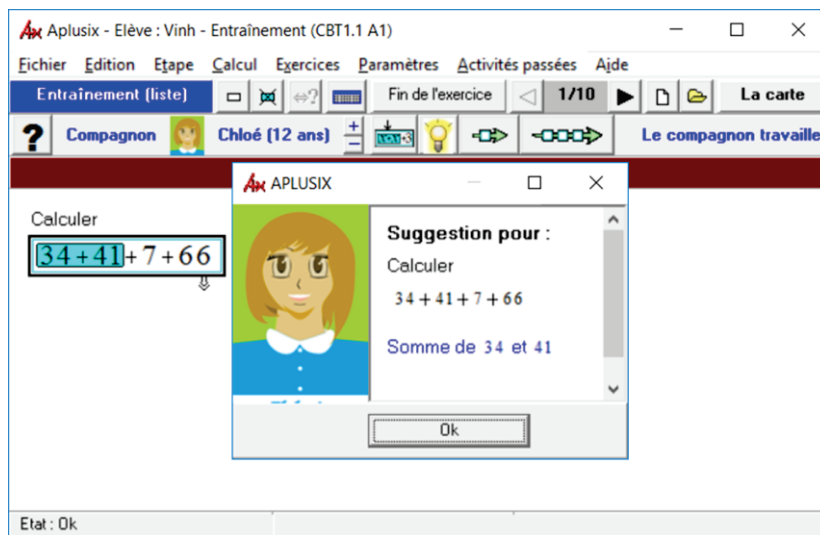 Aplusix - Elève : Vinh - Entraînement (CBT1.1 A1)
Fichier Edition Etape Calcul Exercices Paramètres Activités passées Aide
Entraînement (liste) ⇔? Fin de l'exercice 1/10 La carte
? Compagnon Chloé (12 ans) + − Le compagnon travaille
APLUSIX
Calculer
34+41+7+66
Suggestion pour :
Calculer
34+41+7+66
Somme de 34 et 41
Ok
Etat : Ok